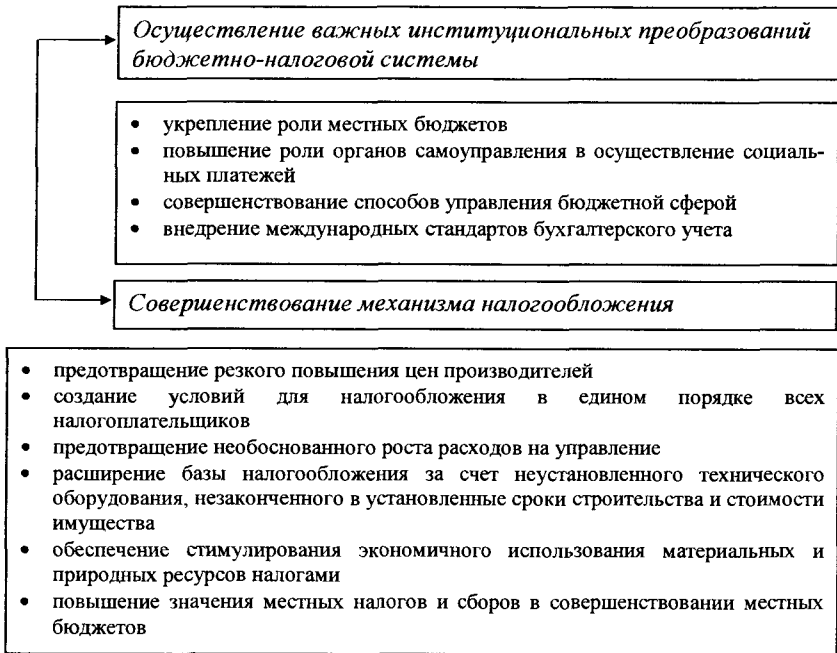 Осуществление важных институциональных преобразований
бюджетно-налоговой системы
• укрепление роли местных бюджетов
• повышение роли органов самоуправления в осуществление социаль-
ных платежей
• совершенствование способов управления бюджетной сферой
• внедрение международных стандартов бухгалтерского учета
Совершенствование механизма налогообложения
• предотвращение резкого повышения цен производителей
• создание условий для налогообложения в едином порядке всех
налогоплательщиков
• предотвращение необоснованного роста расходов на управление
• расширение базы налогообложения за счет неустановленного технического
оборудования, незаконченного в установленные сроки строительства и стоимости
имущества
• обеспечение стимулирования экономичного использования материальных и
природных ресурсов налогами
• повышение значения местных налогов и сборов в совершенствовании местных
бюджетов